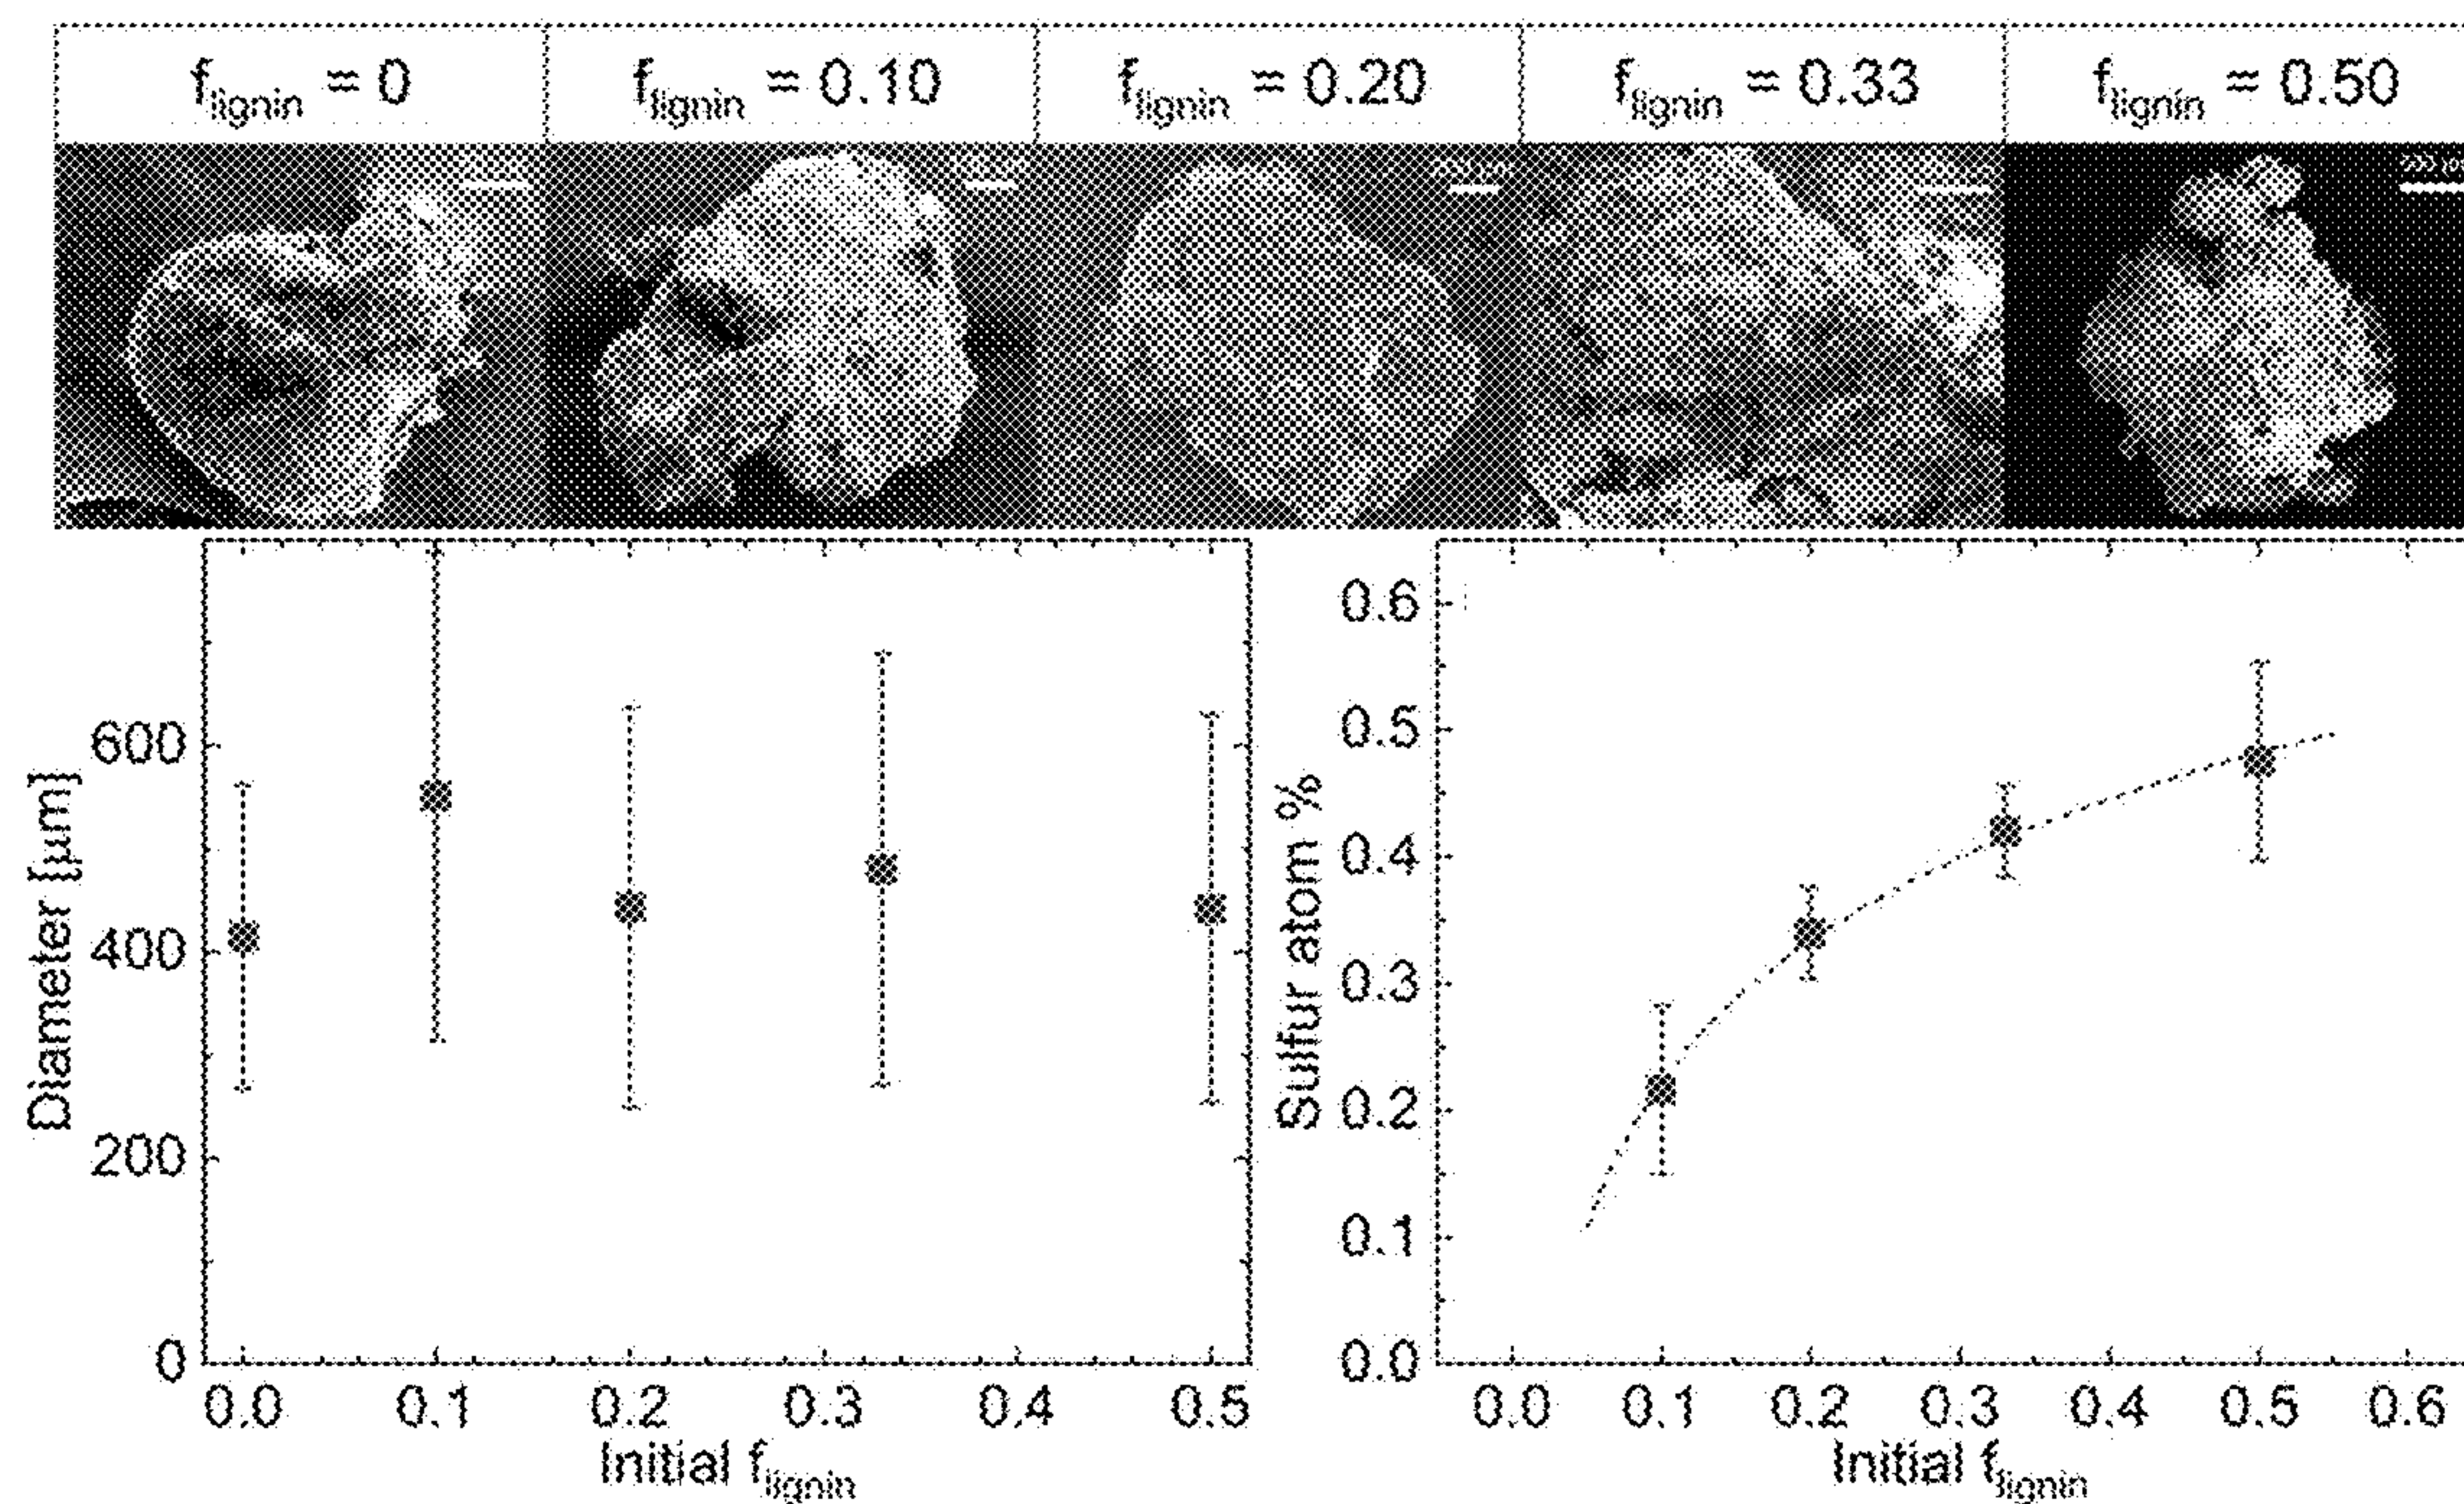 f_lignin = 0
f_lignin = 0.10
f_lignin = 0.20
f_lignin = 0.33
f_lignin = 0.50
Diameter [µm]
600
400
200
0
0.0 0.1 0.2 0.3 0.4 0.5
Initial f_lignin
Sulfur atom %
0.6
0.5
0.4
0.3
0.2
0.1
0.0
0.0 0.1 0.2 0.3 0.4 0.5 0.6
Initial f_lignin